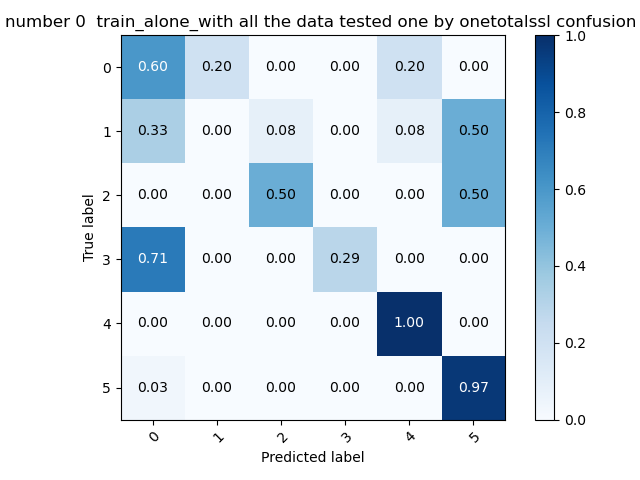 number 0  train_alone_with all the data tested one by onetotalssl confusion
True label
0 0.60 0.20 0.00 0.00 0.20 0.00
1 0.33 0.00 0.08 0.00 0.08 0.50
2 0.00 0.00 0.50 0.00 0.00 0.50
3 0.71 0.00 0.00 0.29 0.00 0.00
4 0.00 0.00 0.00 0.00 1.00 0.00
5 0.03 0.00 0.00 0.00 0.00 0.97
0 1 2 3 4 5
Predicted label
1.0
0.8
0.6
0.4
0.2
0.0